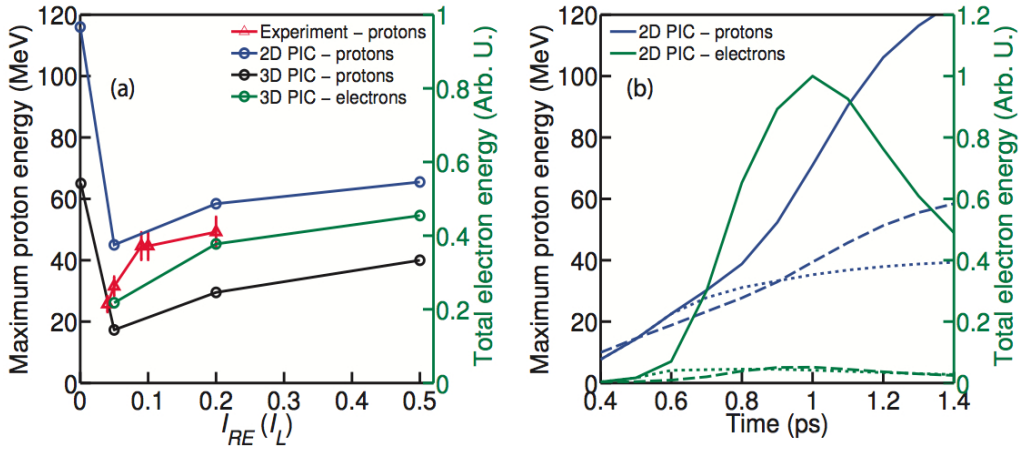 120
100
80
60
40
20
0
Maximum proton energy (MeV)
(a)
Experiment – protons
2D PIC – protons
3D PIC – protons
3D PIC – electrons
1
0.8
0.6
0.4
0.2
0
Total electron energy (Arb. U.)
0 0.1 0.2 0.3 0.4 0.5
I_RE (I_L)
120
100
80
60
40
20
0
Maximum proton energy (MeV)
(b)
2D PIC – protons
2D PIC – electrons
1.2
1
0.8
0.6
0.4
0.2
0
Total electron energy (Arb. U.)
0.4 0.6 0.8 1.0 1.2 1.4
Time (ps)